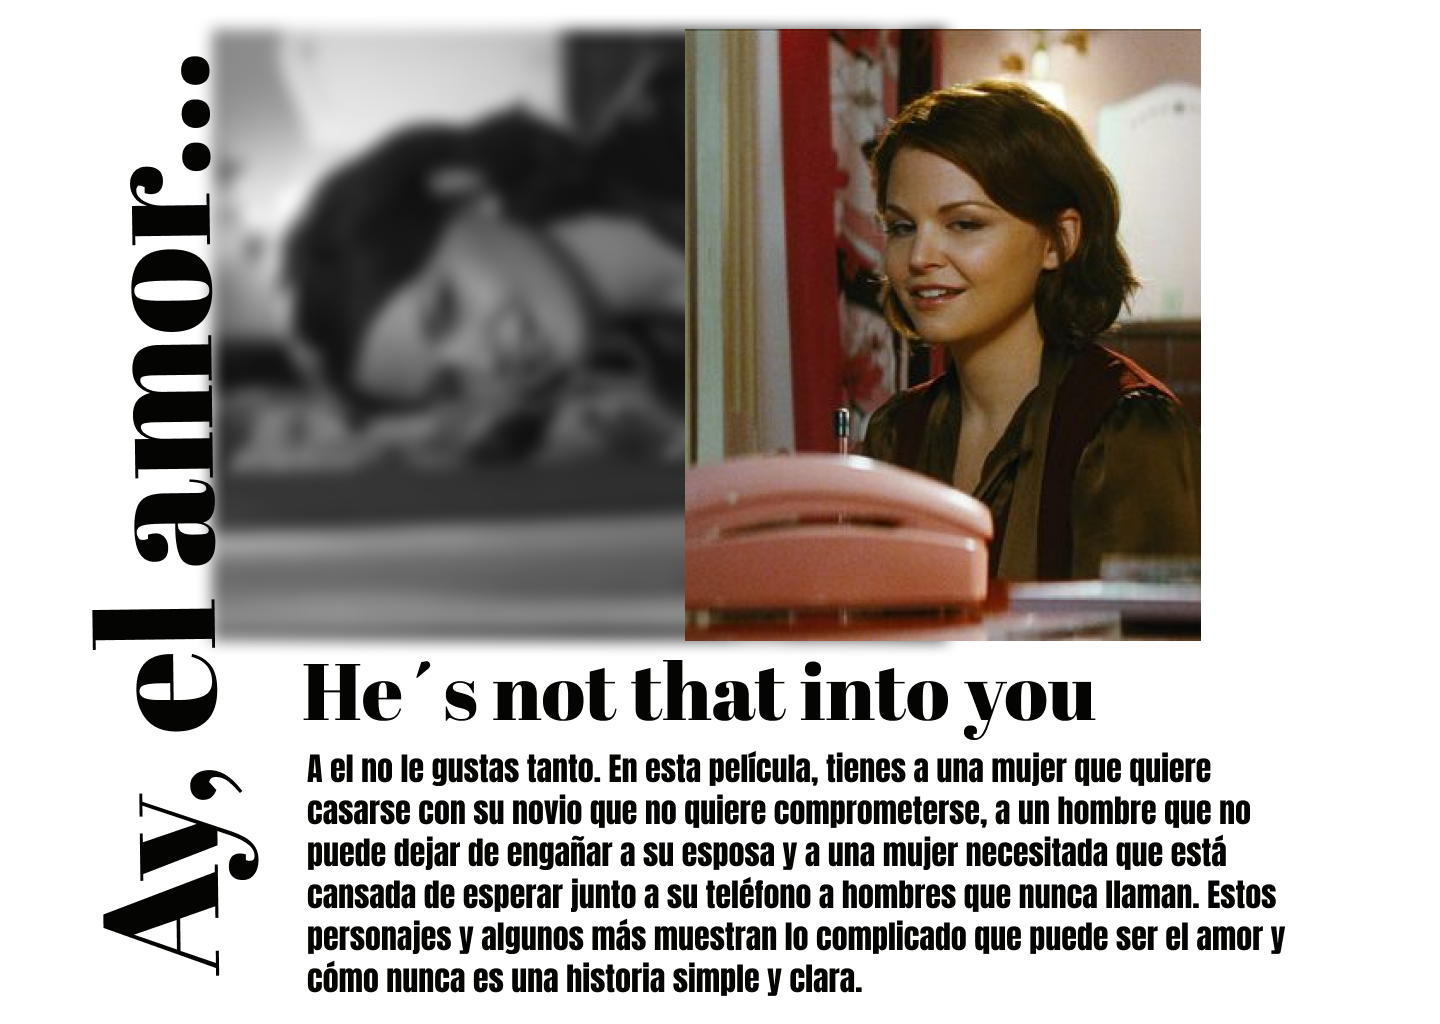 Ay, el amor...
He´s not that into you
A el no le gustas tanto. En esta película, tienes a una mujer que quiere
casarse con su novio que no quiere comprometerse, a un hombre que no
puede dejar de engañar a su esposa y a una mujer necesitada que está
cansada de esperar junto a su teléfono a hombres que nunca llaman. Estos
personajes y algunos más muestran lo complicado que puede ser el amor y
cómo nunca es una historia simple y clara.